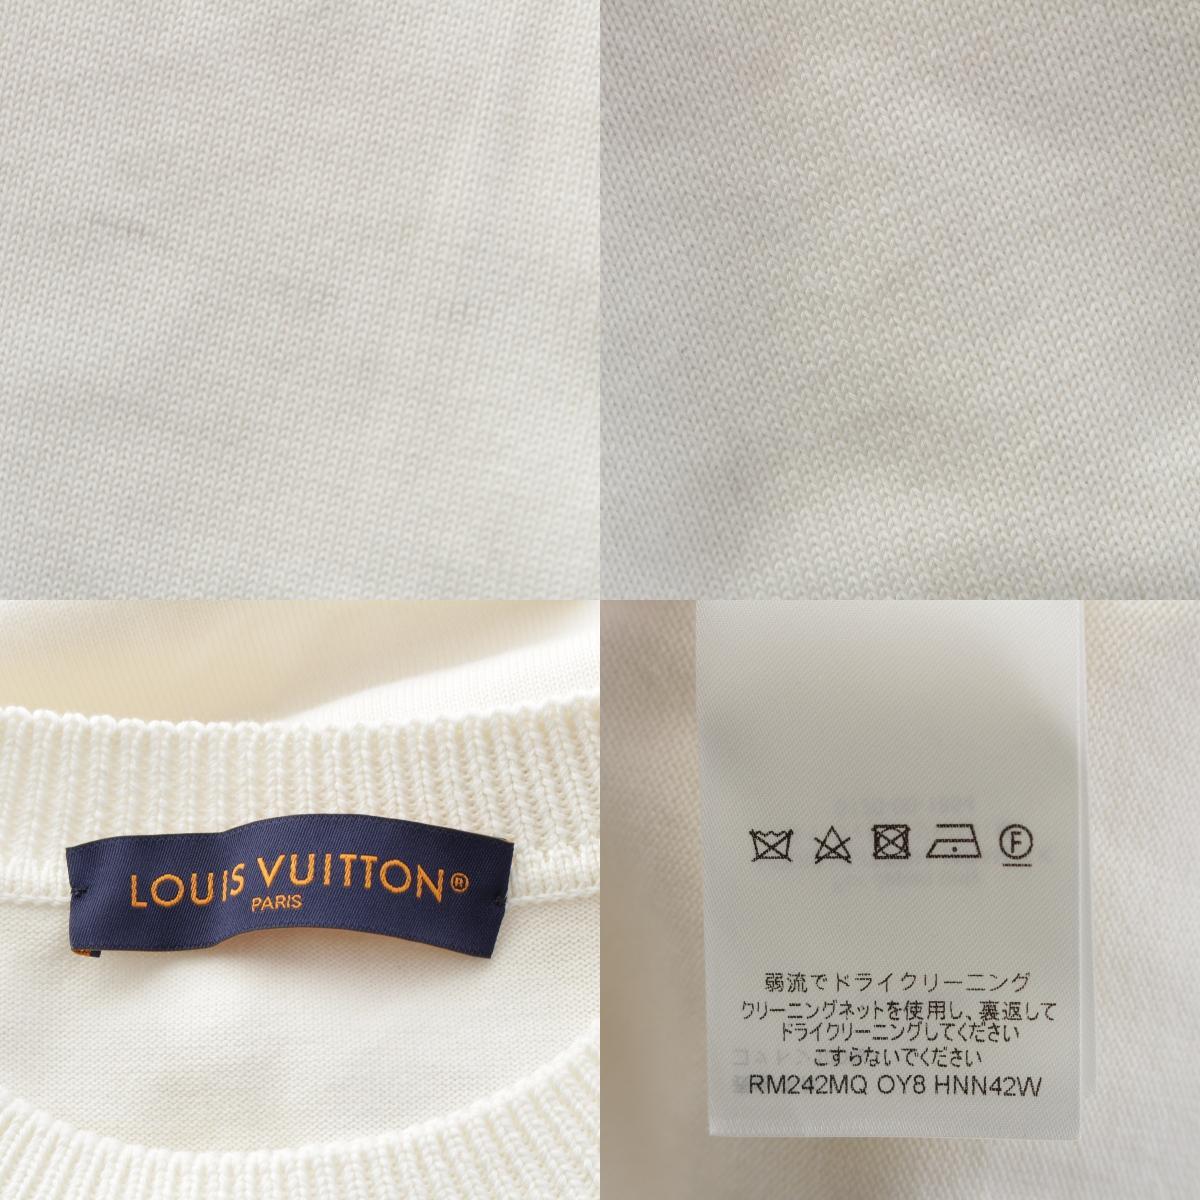 LOUIS VUITTON®
PARIS
F
弱流でドライクリーニング
クリーニングネットを使用し、裏返して
ドライクリーニングしてください
こすらないでください
RM242MQ OY8 HNN42W